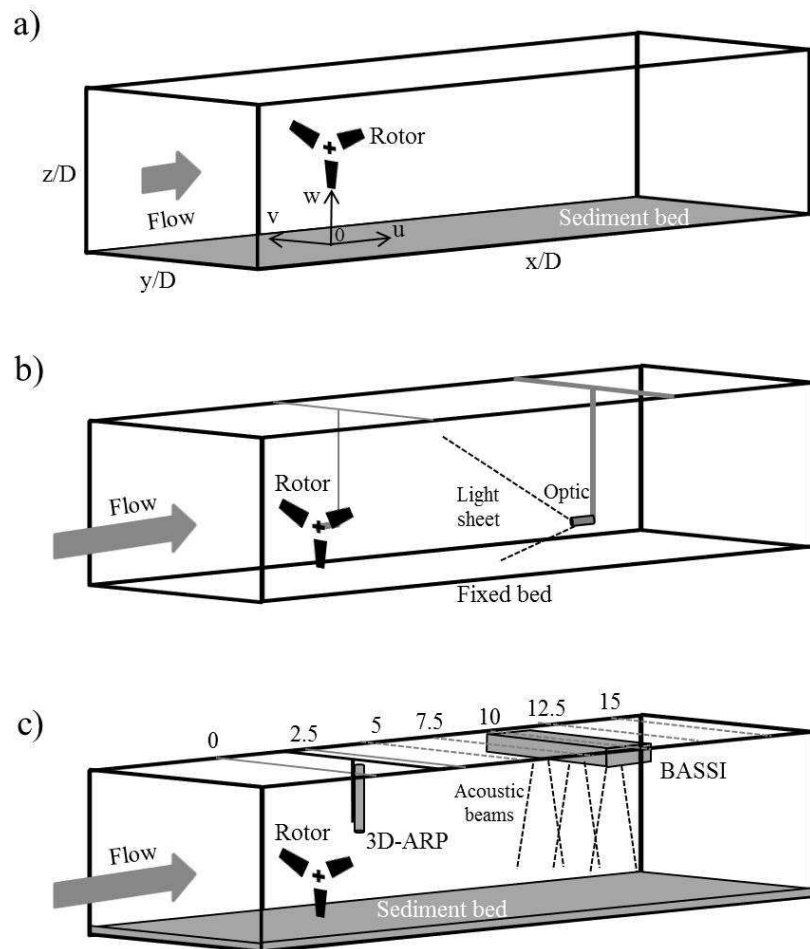 a)
Rotor
z/D
Flow
w
v
0
u
Sediment bed
y/D
x/D
b)
Flow
Rotor
Light
sheet
Optic
Fixed bed
c)
0
2.5
5
7.5
10
12.5
15
Acoustic
beams
BASSI
3D-ARP
Rotor
Flow
Sediment bed